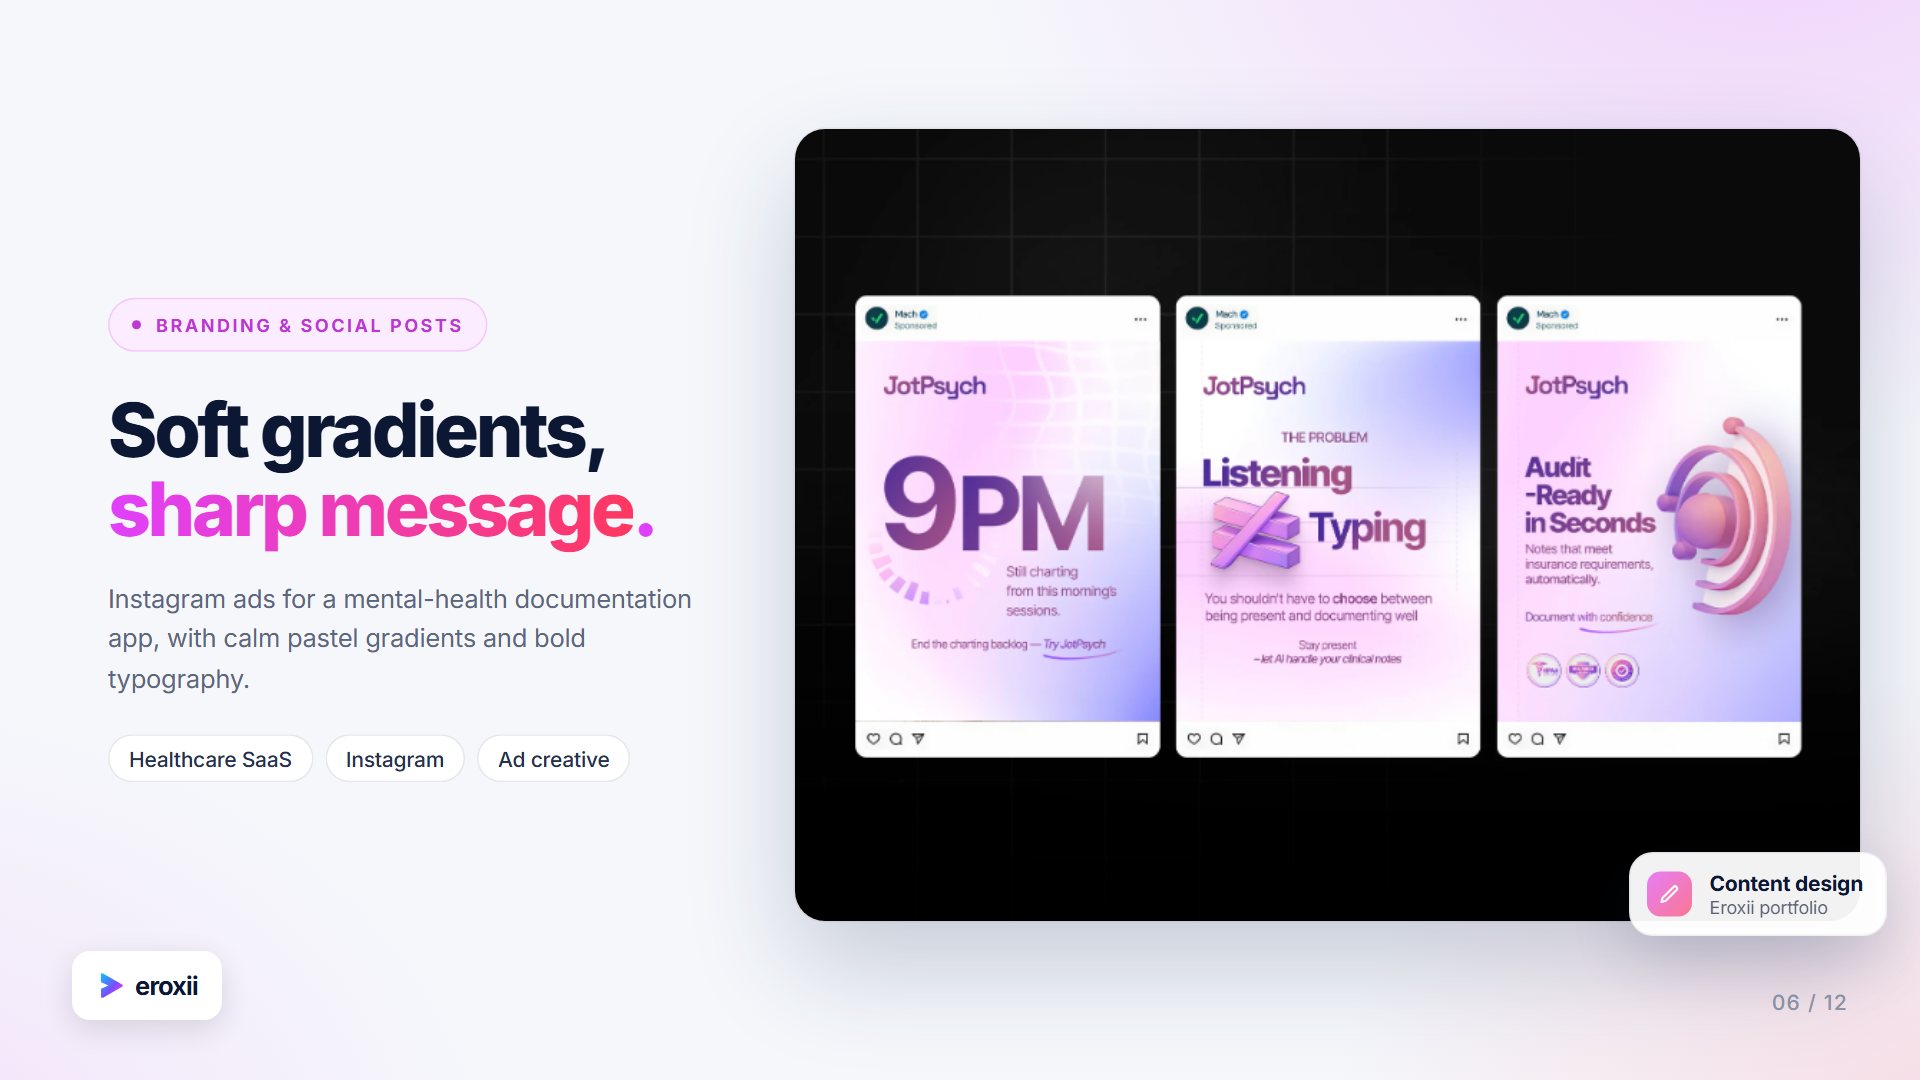 BRANDING & SOCIAL POSTS
Soft gradients,
sharp message.
Instagram ads for a mental-health documentation
app, with calm pastel gradients and bold
typography.
Healthcare SaaS
Instagram
Ad creative
eroxii
Mach
Sponsored
JotPsych
9PM
Still charting
from this morning's
sessions.
End the charting backlog — Try JotPsych
Mach
Sponsored
JotPsych
THE PROBLEM
Listening
Typing
You shouldn't have to choose between
being present and documenting well
Stay present
–let AI handle your clinical notes
Mach
Sponsored
JotPsych
Audit
-Ready
in Seconds
Notes that meet
insurance requirements,
automatically.
Document with confidence
Content design
Eroxii portfolio
06 / 12